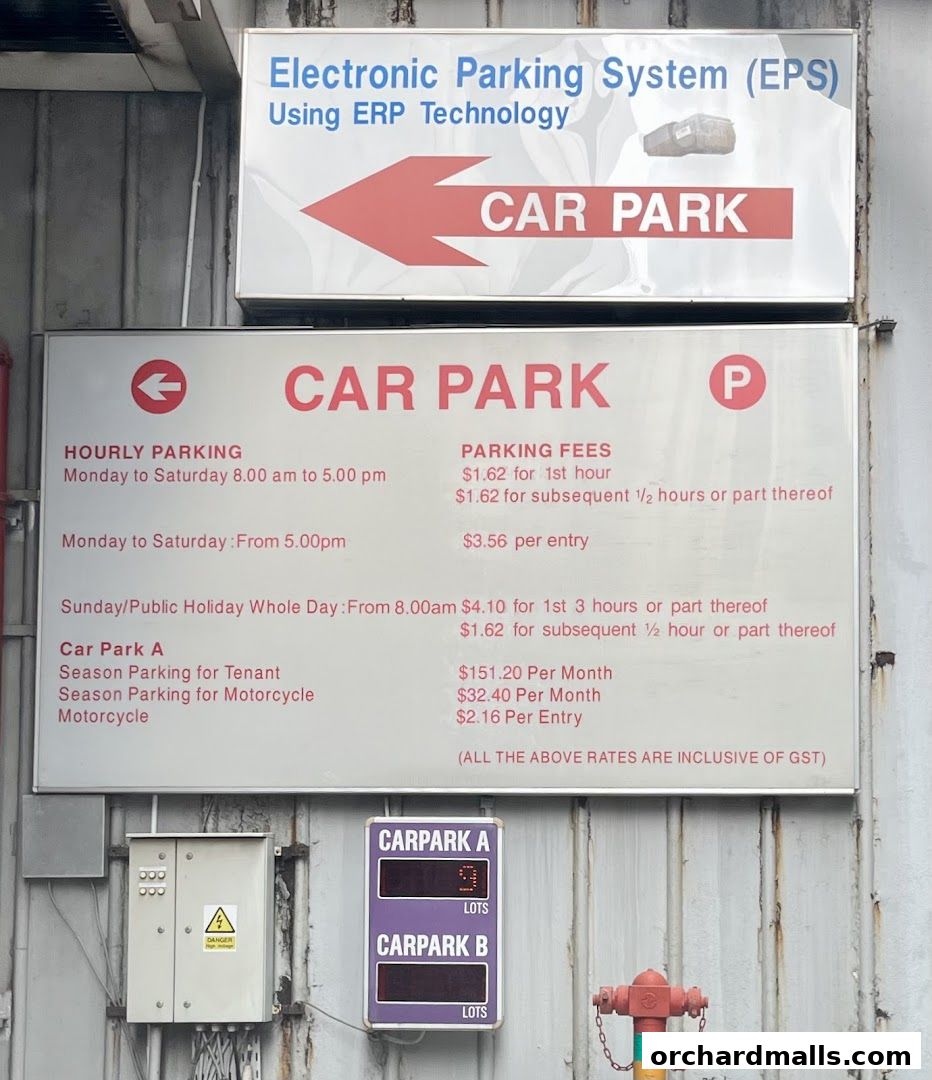 Electronic Parking System (EPS)
Using ERP Technology
CAR PARK
CAR PARK
P
HOURLY PARKING PARKING FEES
Monday to Saturday 8.00 am to 5.00 pm $1.62 for 1st hour
$1.62 for subsequent 1/2 hours or part thereof
Monday to Saturday :From 5.00pm $3.56 per entry
Sunday/Public Holiday Whole Day :From 8.00am $4.10 for 1st 3 hours or part thereof
$1.62 for subsequent ½ hour or part thereof
Car Park A
Season Parking for Tenant $151.20 Per Month
Season Parking for Motorcycle $32.40 Per Month
Motorcycle $2.16 Per Entry
(ALL THE ABOVE RATES ARE INCLUSIVE OF GST)
CARPARK A
9
LOTS
CARPARK B
LOTS
DANGER
High Voltage
orchardmalls.com